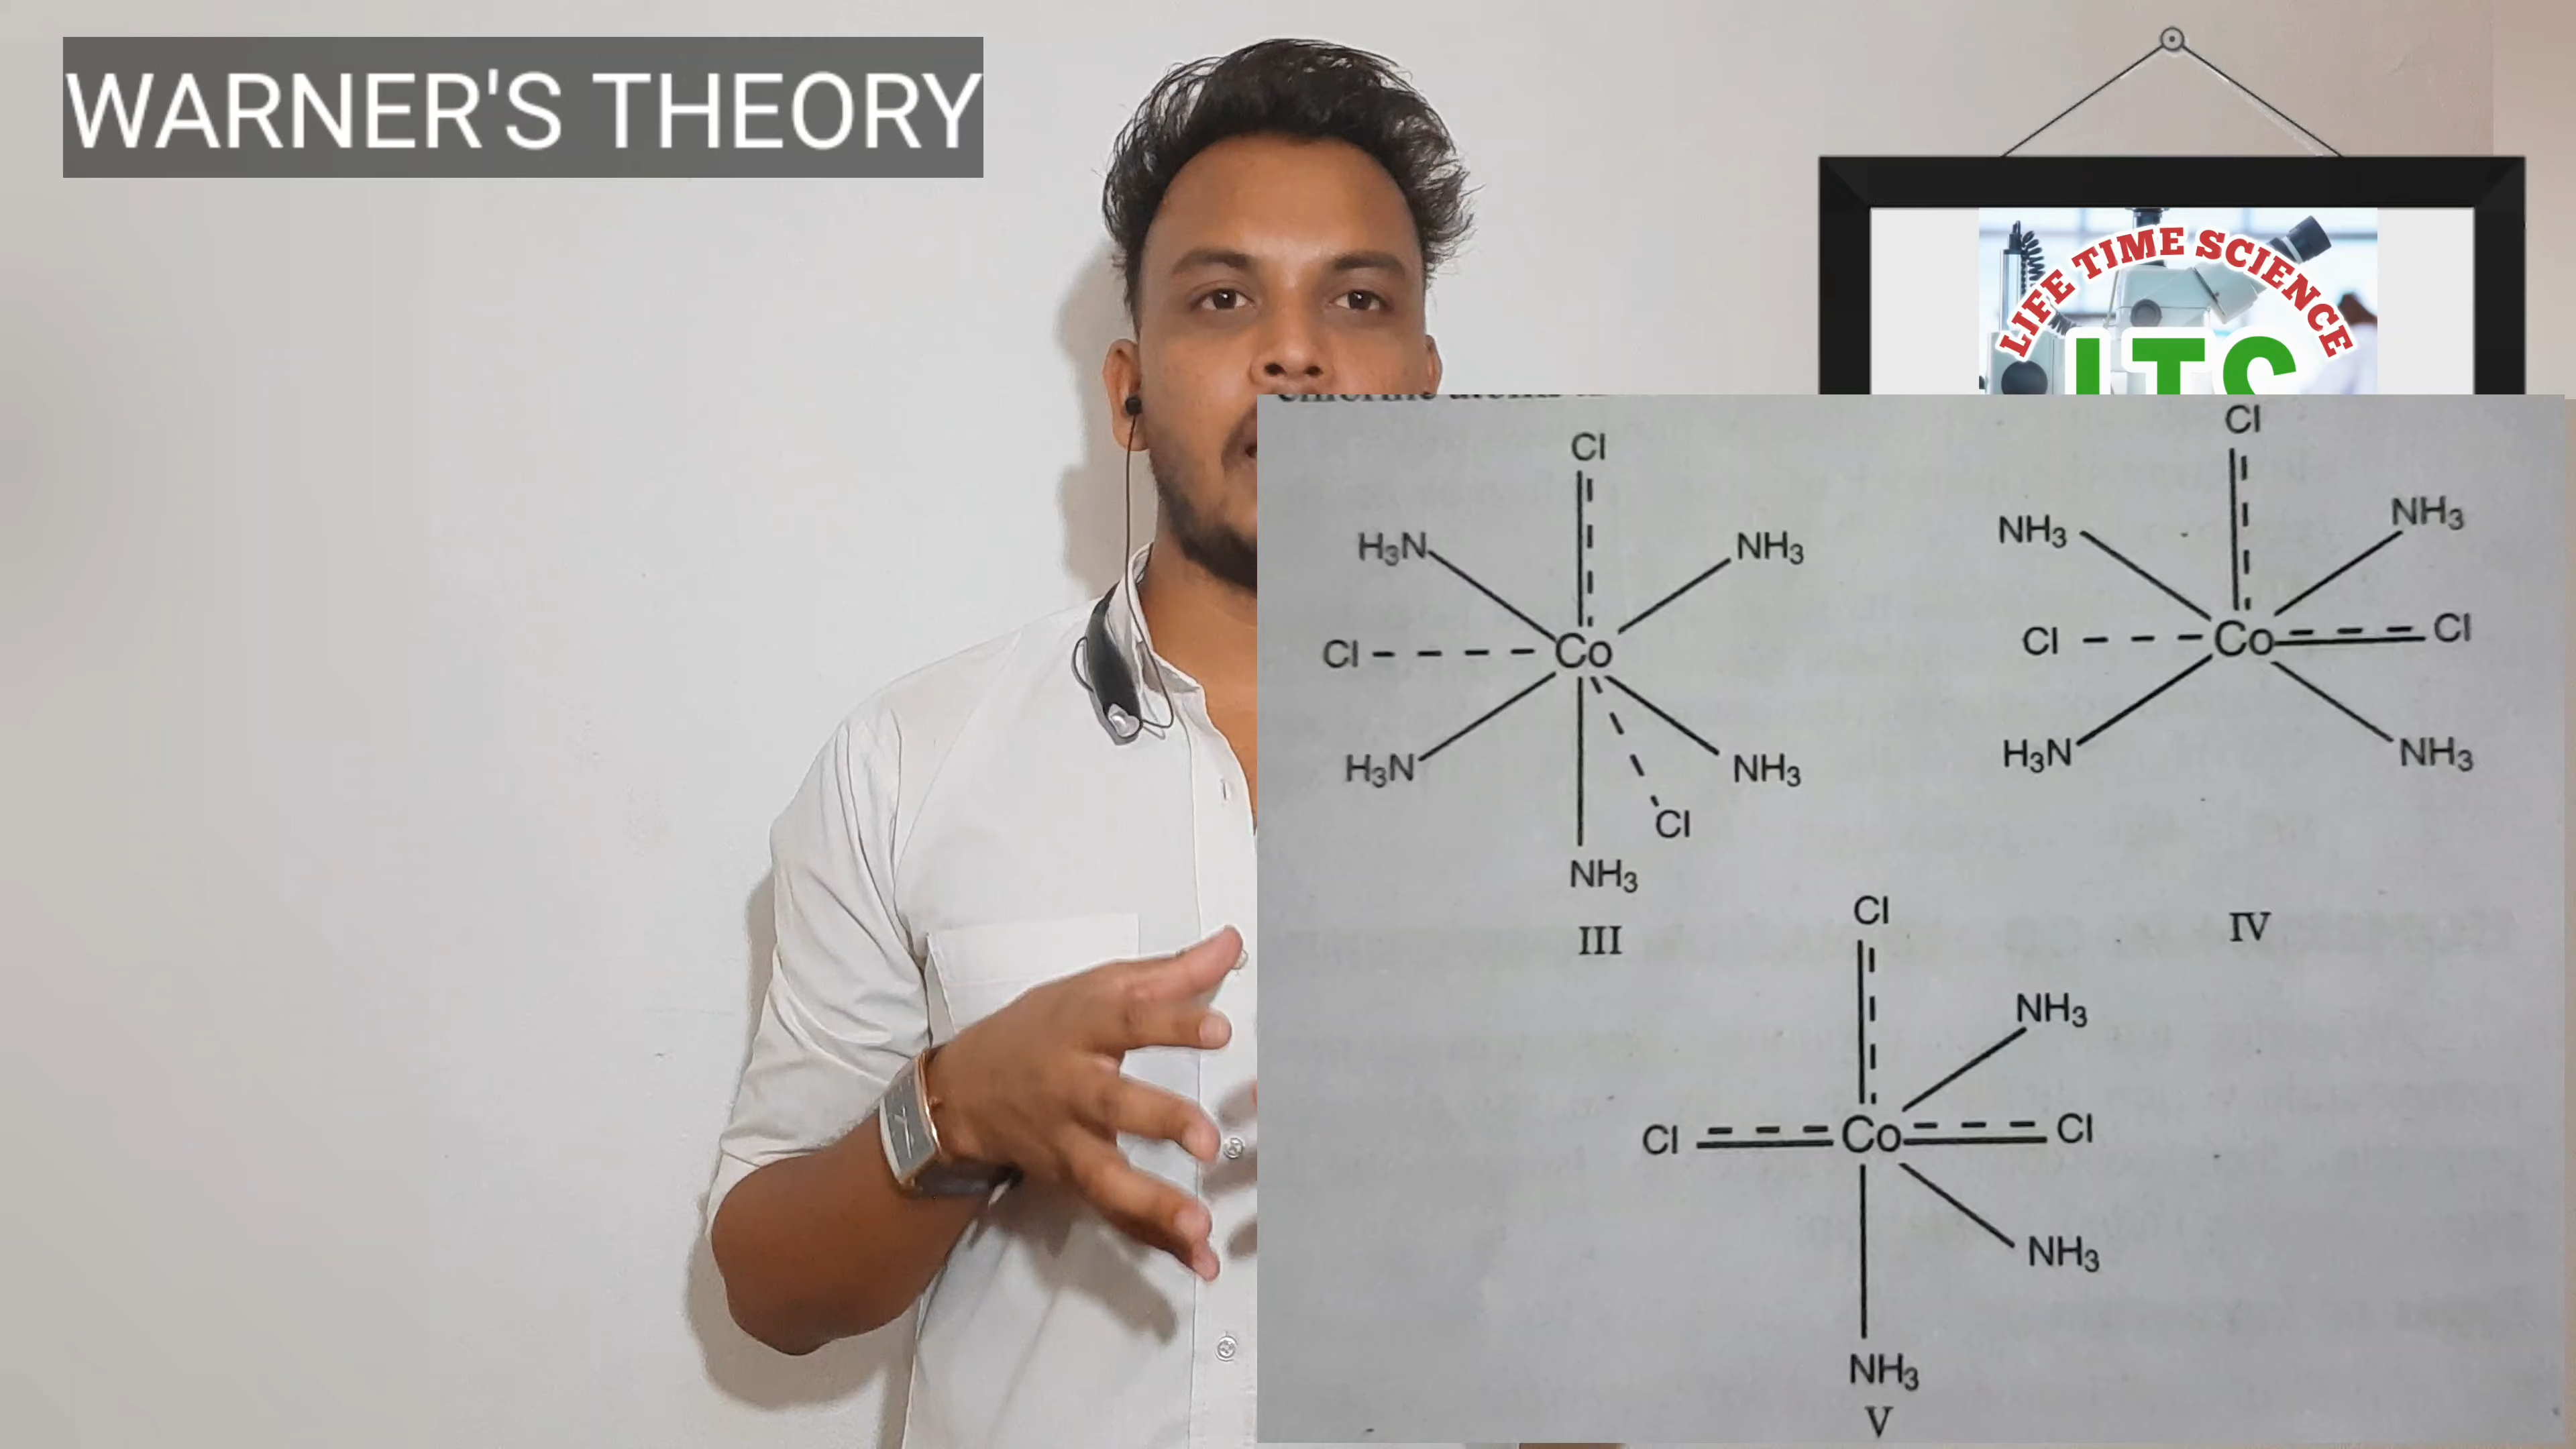 WARNER'S THEORY
LIFE TIME SCIENCE
LTS
Cl
H₃N NH₃
Cl Co
H₃N NH₃
Cl
NH₃
III
Cl
NH₃ NH₃
Cl Co Cl
H₃N NH₃
IV
Cl
NH₃
Cl Co Cl
NH₃
NH₃
V